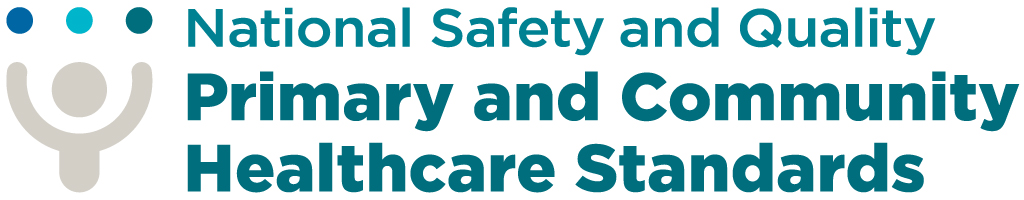 National Safety and Quality
Primary and Community
Healthcare Standards